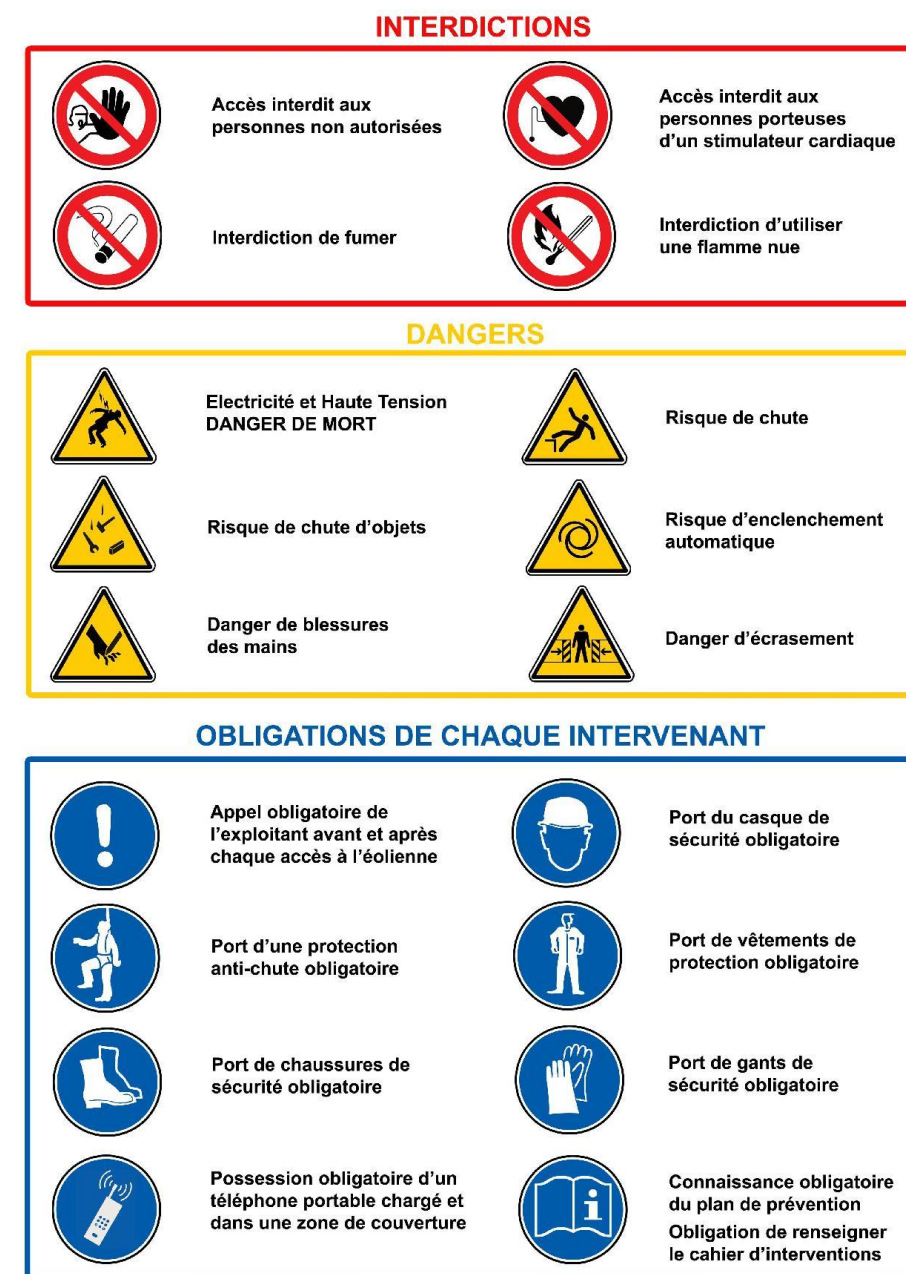 INTERDICTIONS
Accès interdit aux
personnes non autorisées
Accès interdit aux
personnes porteuses
d'un stimulateur cardiaque
Interdiction de fumer
Interdiction d'utiliser
une flamme nue
DANGERS
Electricité et Haute Tension
DANGER DE MORT
Risque de chute
Risque de chute d'objets
Risque d'enclenchement
automatique
Danger de blessures
des mains
Danger d'écrasement
OBLIGATIONS DE CHAQUE INTERVENANT
Appel obligatoire de
l'exploitant avant et après
chaque accès à l'éolienne
Port du casque de
sécurité obligatoire
Port d'une protection
anti-chute obligatoire
Port de vêtements de
protection obligatoire
Port de chaussures de
sécurité obligatoire
Port de gants de
sécurité obligatoire
Possession obligatoire d'un
téléphone portable chargé et
dans une zone de couverture
Connaissance obligatoire
du plan de prévention
Obligation de renseigner
le cahier d'interventions